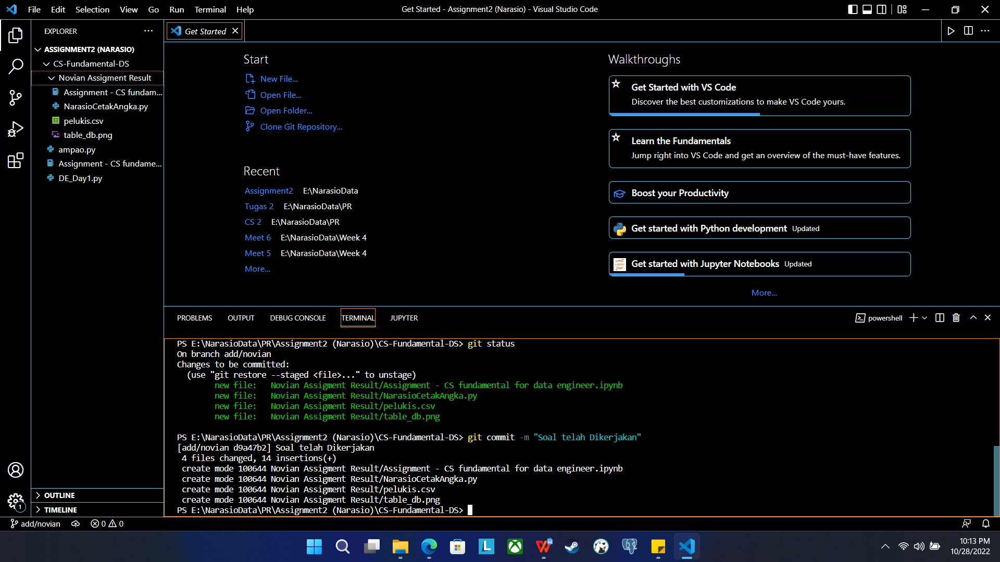 File Edit Selection View Go Run Terminal Help
Get Started - Assignment2 (Narasio) - Visual Studio Code
EXPLORER
ASSIGNMENT2 (NARASIO)
CS-Fundamental-DS
Novian Assigment Result
Assignment - CS fundam...
NarasioCetakAngka.py
pelukis.csv
table_db.png
ampao.py
Assignment - CS fundame...
DE_Day1.py
OUTLINE
TIMELINE
Get Started
Start
New File...
Open File...
Open Folder...
Clone Git Repository...
Recent
Assignment2 E:\NarasioData
Tugas 2 E:\NarasioData\PR
CS 2 E:\NarasioData\PR
Meet 6 E:\NarasioData\Week 4
Meet 5 E:\NarasioData\Week 4
More...
Walkthroughs
Get Started with VS Code
Discover the best customizations to make VS Code yours.
Learn the Fundamentals
Jump right into VS Code and get an overview of the must-have features.
Boost your Productivity
Get started with Python development Updated
Get started with Jupyter Notebooks Updated
More...
PROBLEMS OUTPUT DEBUG CONSOLE TERMINAL JUPYTER
powershell
PS E:\NarasioData\PR\Assignment2 (Narasio)\CS-Fundamental-DS> git status
On branch add/novian
Changes to be committed:
(use "git restore --staged <file>..." to unstage)
new file: Novian Assigment Result/Assignment - CS fundamental for data engineer.ipynb
new file: Novian Assigment Result/NarasioCetakAngka.py
new file: Novian Assigment Result/pelukis.csv
new file: Novian Assigment Result/table_db.png
PS E:\NarasioData\PR\Assignment2 (Narasio)\CS-Fundamental-DS> git commit -m "Soal telah Dikerjakan"
[add/novian d9a47b2] Soal telah Dikerjakan
4 files changed, 14 insertions(+)
create mode 100644 Novian Assigment Result/Assignment - CS fundamental for data engineer.ipynb
create mode 100644 Novian Assigment Result/NarasioCetakAngka.py
create mode 100644 Novian Assigment Result/pelukis.csv
create mode 100644 Novian Assigment Result/table_db.png
PS E:\NarasioData\PR\Assignment2 (Narasio)\CS-Fundamental-DS>
1
add/novian 0 0
L
10:13 PM
10/28/2022